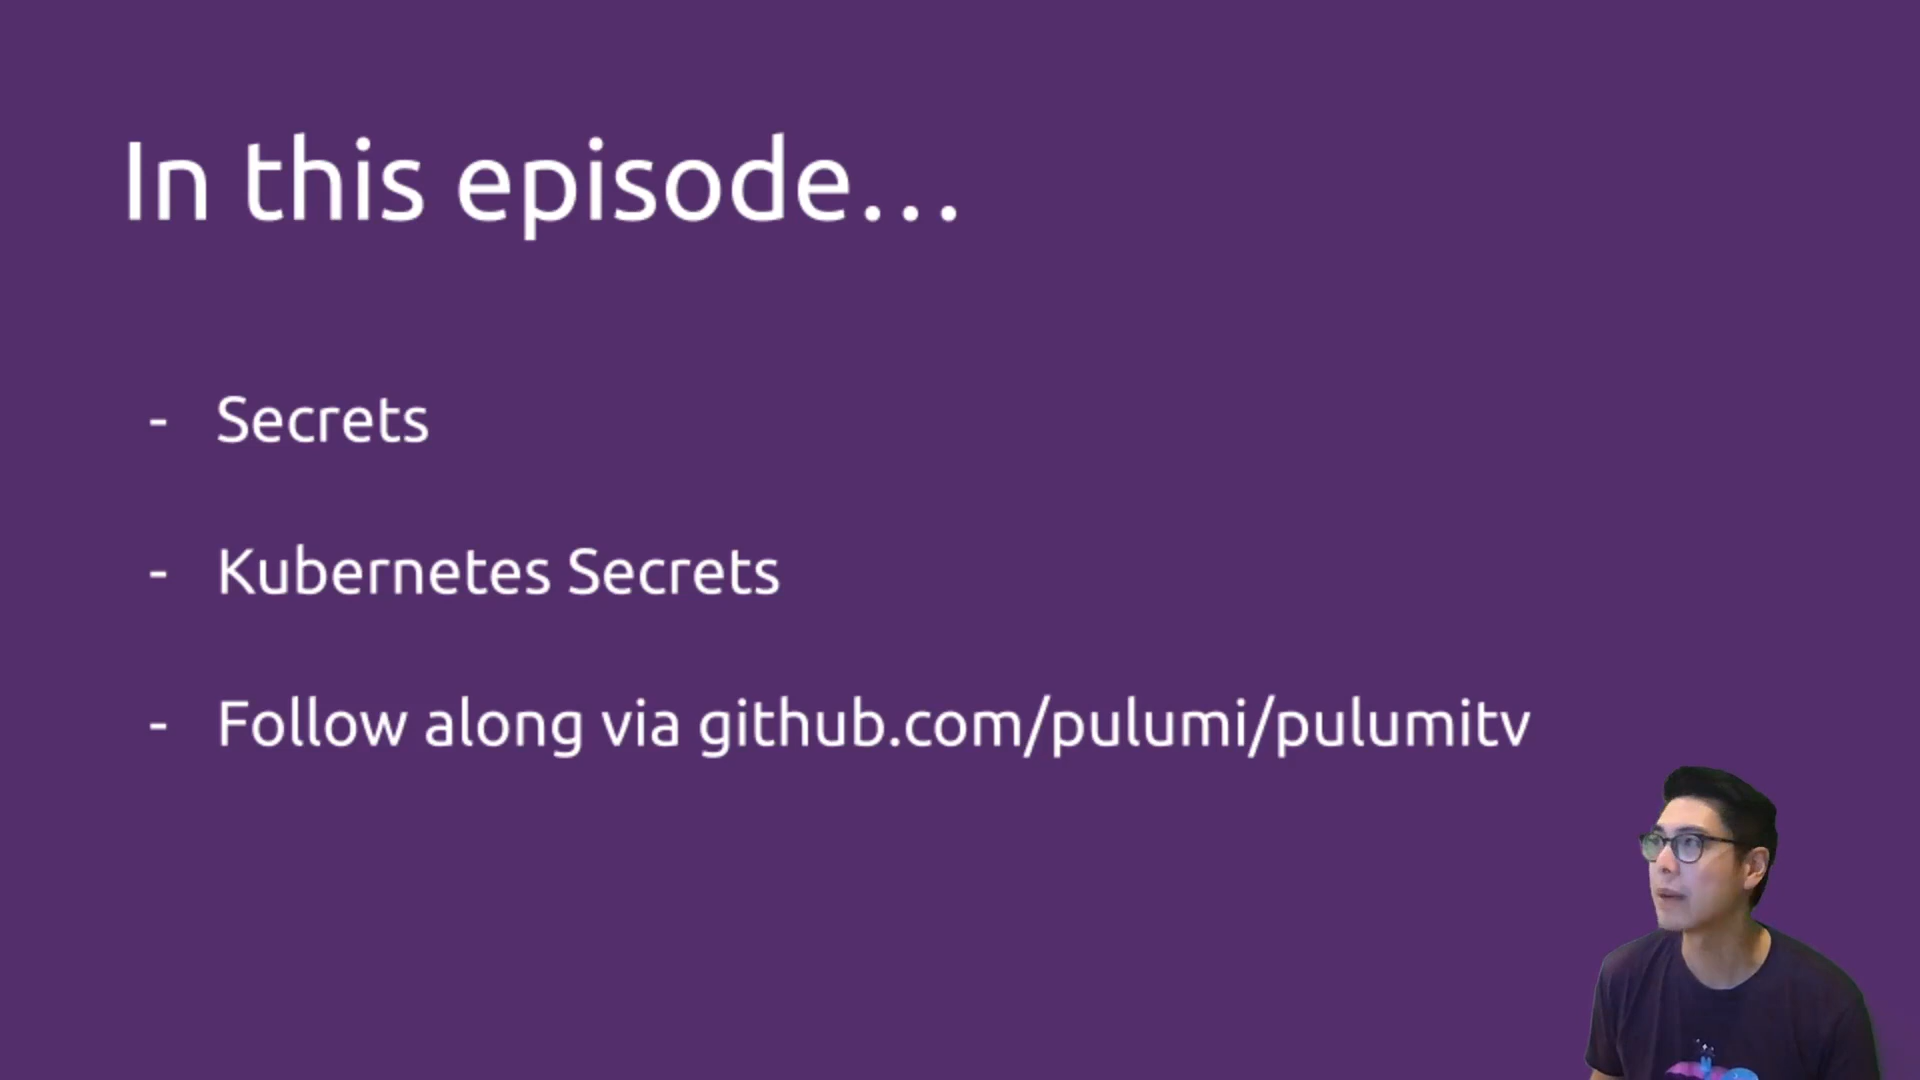 In this episode...
- Secrets
- Kubernetes Secrets
- Follow along via github.com/pulumi/pulumitv